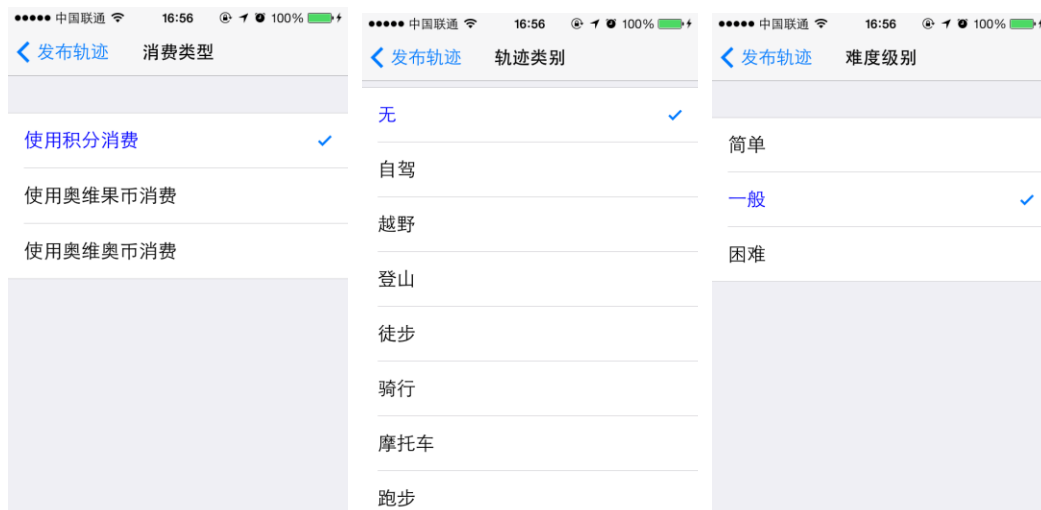 中国联通 16:56 100%
发布轨迹 消费类型
使用积分消费
使用奥维果币消费
使用奥维奥币消费
中国联通 16:56 100%
发布轨迹 轨迹类别
无
自驾
越野
登山
徒步
骑行
摩托车
跑步
中国联通 16:56 100%
发布轨迹 难度级别
简单
一般
困难